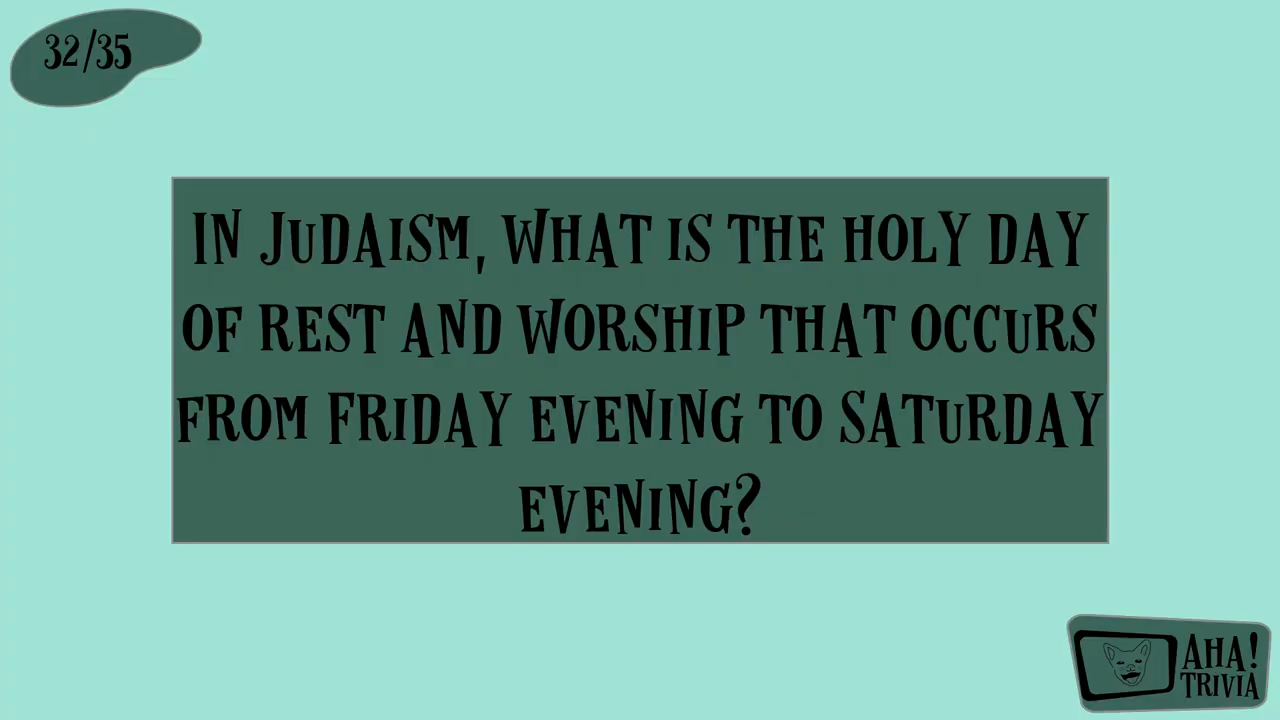 32/35
IN JUDAISM, WHAT IS THE HOLY DAY
OF REST AND WORSHIP THAT OCCURS
FROM FRIDAY EVENING TO SATURDAY
EVENING?
AHA!
TRIVIA